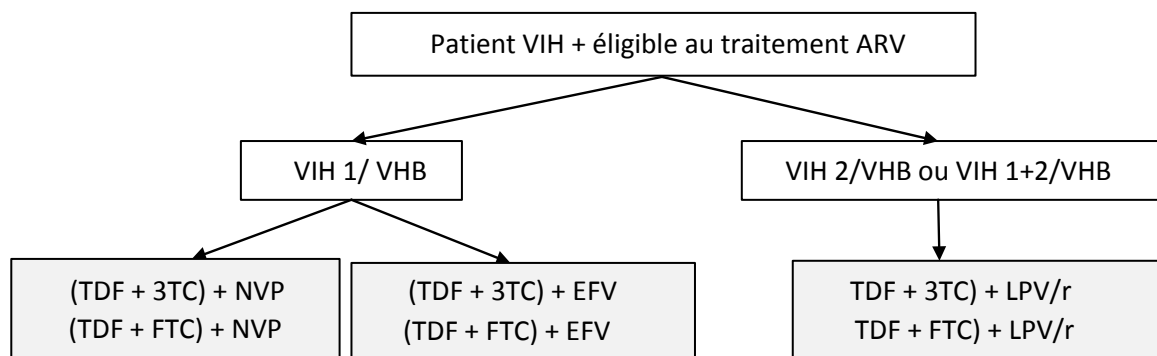 Patient VIH + éligible au traitement ARV
VIH 1/ VHB
VIH 2/VHB ou VIH 1+2/VHB
(TDF + 3TC) + NVP
(TDF + FTC) + NVP
(TDF + 3TC) + EFV
(TDF + FTC) + EFV
TDF + 3TC) + LPV/r
TDF + FTC) + LPV/r